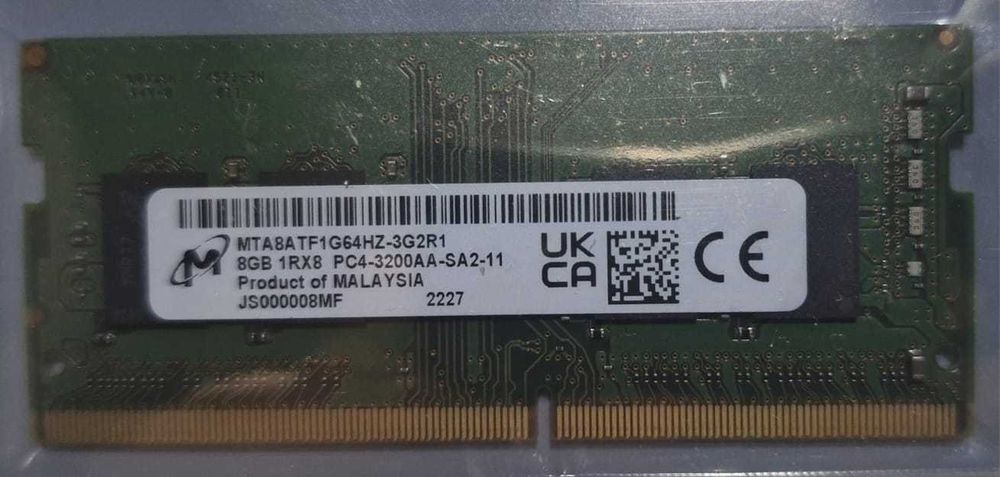 MTA8ATF1G64HZ-3G2R1
8GB 1RX8 PC4-3200AA-SA2-11
Product of MALAYSIA
JS000008MF 2227
UK
CA
CE